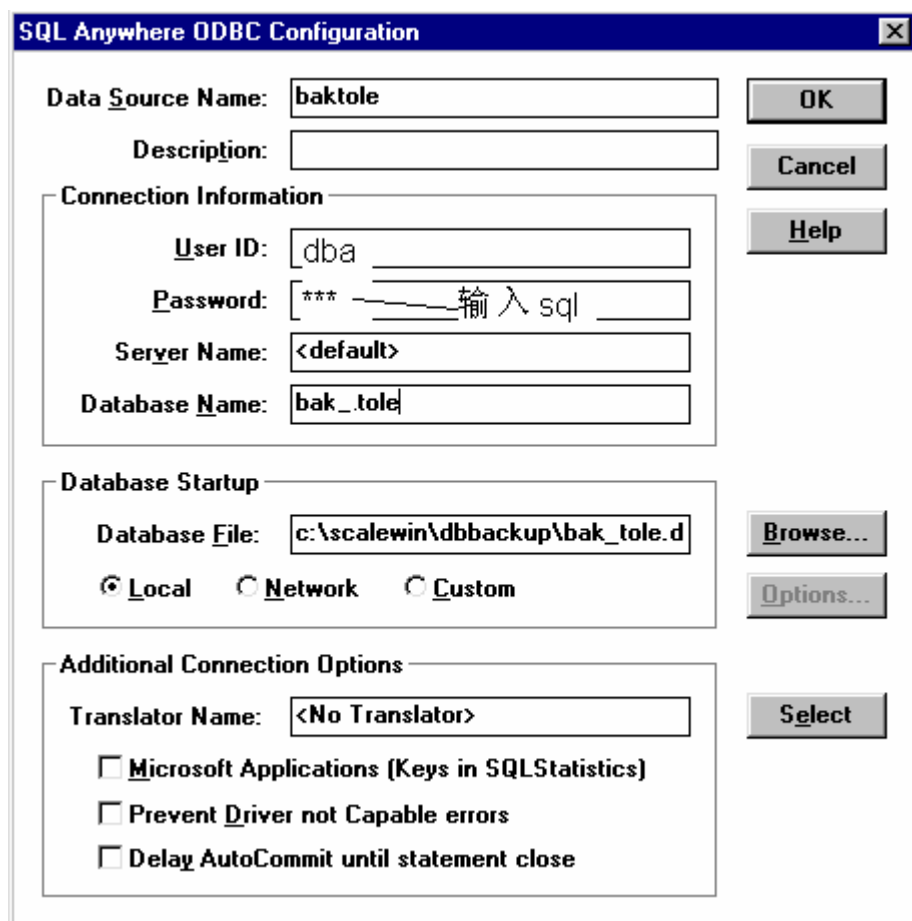 SQL Anywhere ODBC Configuration
Data Source Name: baktole OK
Description: Cancel
Connection Information Help
User ID: dba
Password: *** 输入 sql
Server Name: <default>
Database Name: bak_.tole
Database Startup
Database File: c:\scalewin\dbbackup\bak_tole.d Browse...
Local Network Custom Options...
Additional Connection Options
Translator Name: <No Translator> Select
Microsoft Applications (Keys in SQLStatistics)
Prevent Driver not Capable errors
Delay AutoCommit until statement close